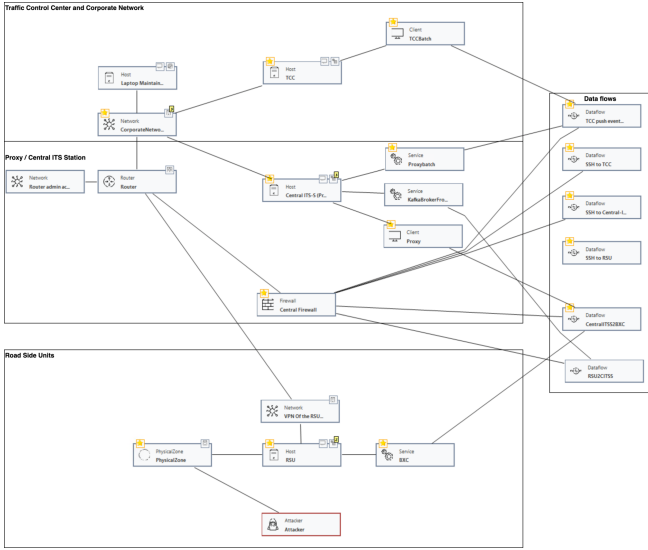 Traffic Control Center and Corporate Network
Client
TCCBatch
Host
Laptop Maintain...
Host
TCC
Network
CorporateNetwo...
Data flows
Dataflow
TCC push event...
Dataflow
SSH to TCC
Dataflow
SSH to Central-I...
Dataflow
SSH to RSU
Dataflow
CentralITSS2BXC
Dataflow
RSU2CITSS
Proxy / Central ITS Station
Network
Router admin ac...
Router
Router
Host
Central ITS-S (Pr...
Service
Proxybatch
Service
KafkaBrokerFro...
Client
Proxy
Firewall
Central Firewall
Road Side Units
Network
VPN Of the RSU...
PhysicalZone
PhysicalZone
Host
RSU
Service
BXC
Attacker
Attacker